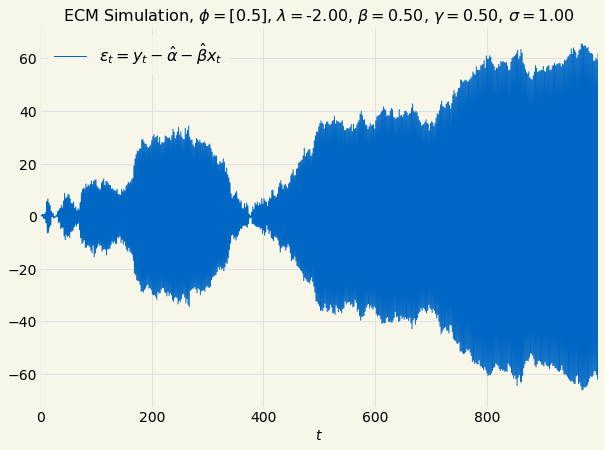 ECM Simulation, ϕ = [0.5], λ = -2.00, β = 0.50, γ = 0.50, σ = 1.00
εₜ = yₜ − α̂ − β̂xₜ
60
40
20
0
−20
−40
−60
0 200 400 600 800
t